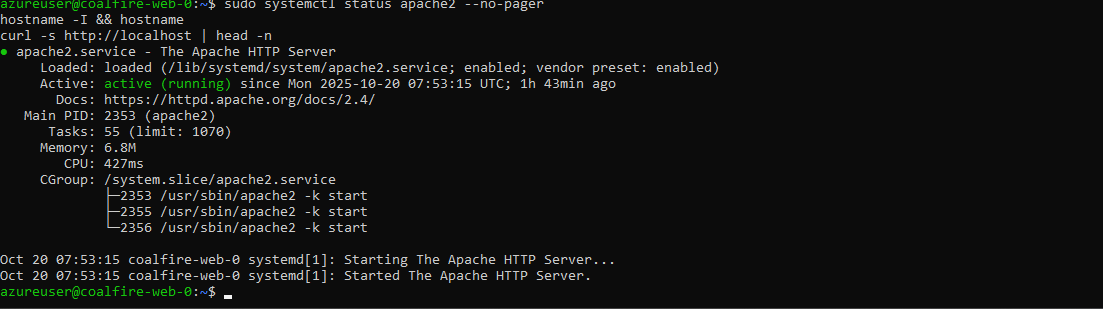 azureuser@coalfire-web-0:~$ sudo systemctl status apache2 --no-pager
hostname -I && hostname
curl -s http://localhost | head -n
● apache2.service - The Apache HTTP Server
     Loaded: loaded (/lib/systemd/system/apache2.service; enabled; vendor preset: enabled)
     Active: active (running) since Mon 2025-10-20 07:53:15 UTC; 1h 43min ago
       Docs: https://httpd.apache.org/docs/2.4/
   Main PID: 2353 (apache2)
      Tasks: 55 (limit: 1070)
     Memory: 6.8M
        CPU: 427ms
     CGroup: /system.slice/apache2.service
             ├─2353 /usr/sbin/apache2 -k start
             ├─2355 /usr/sbin/apache2 -k start
             └─2356 /usr/sbin/apache2 -k start

Oct 20 07:53:15 coalfire-web-0 systemd[1]: Starting The Apache HTTP Server...
Oct 20 07:53:15 coalfire-web-0 systemd[1]: Started The Apache HTTP Server.
azureuser@coalfire-web-0:~$